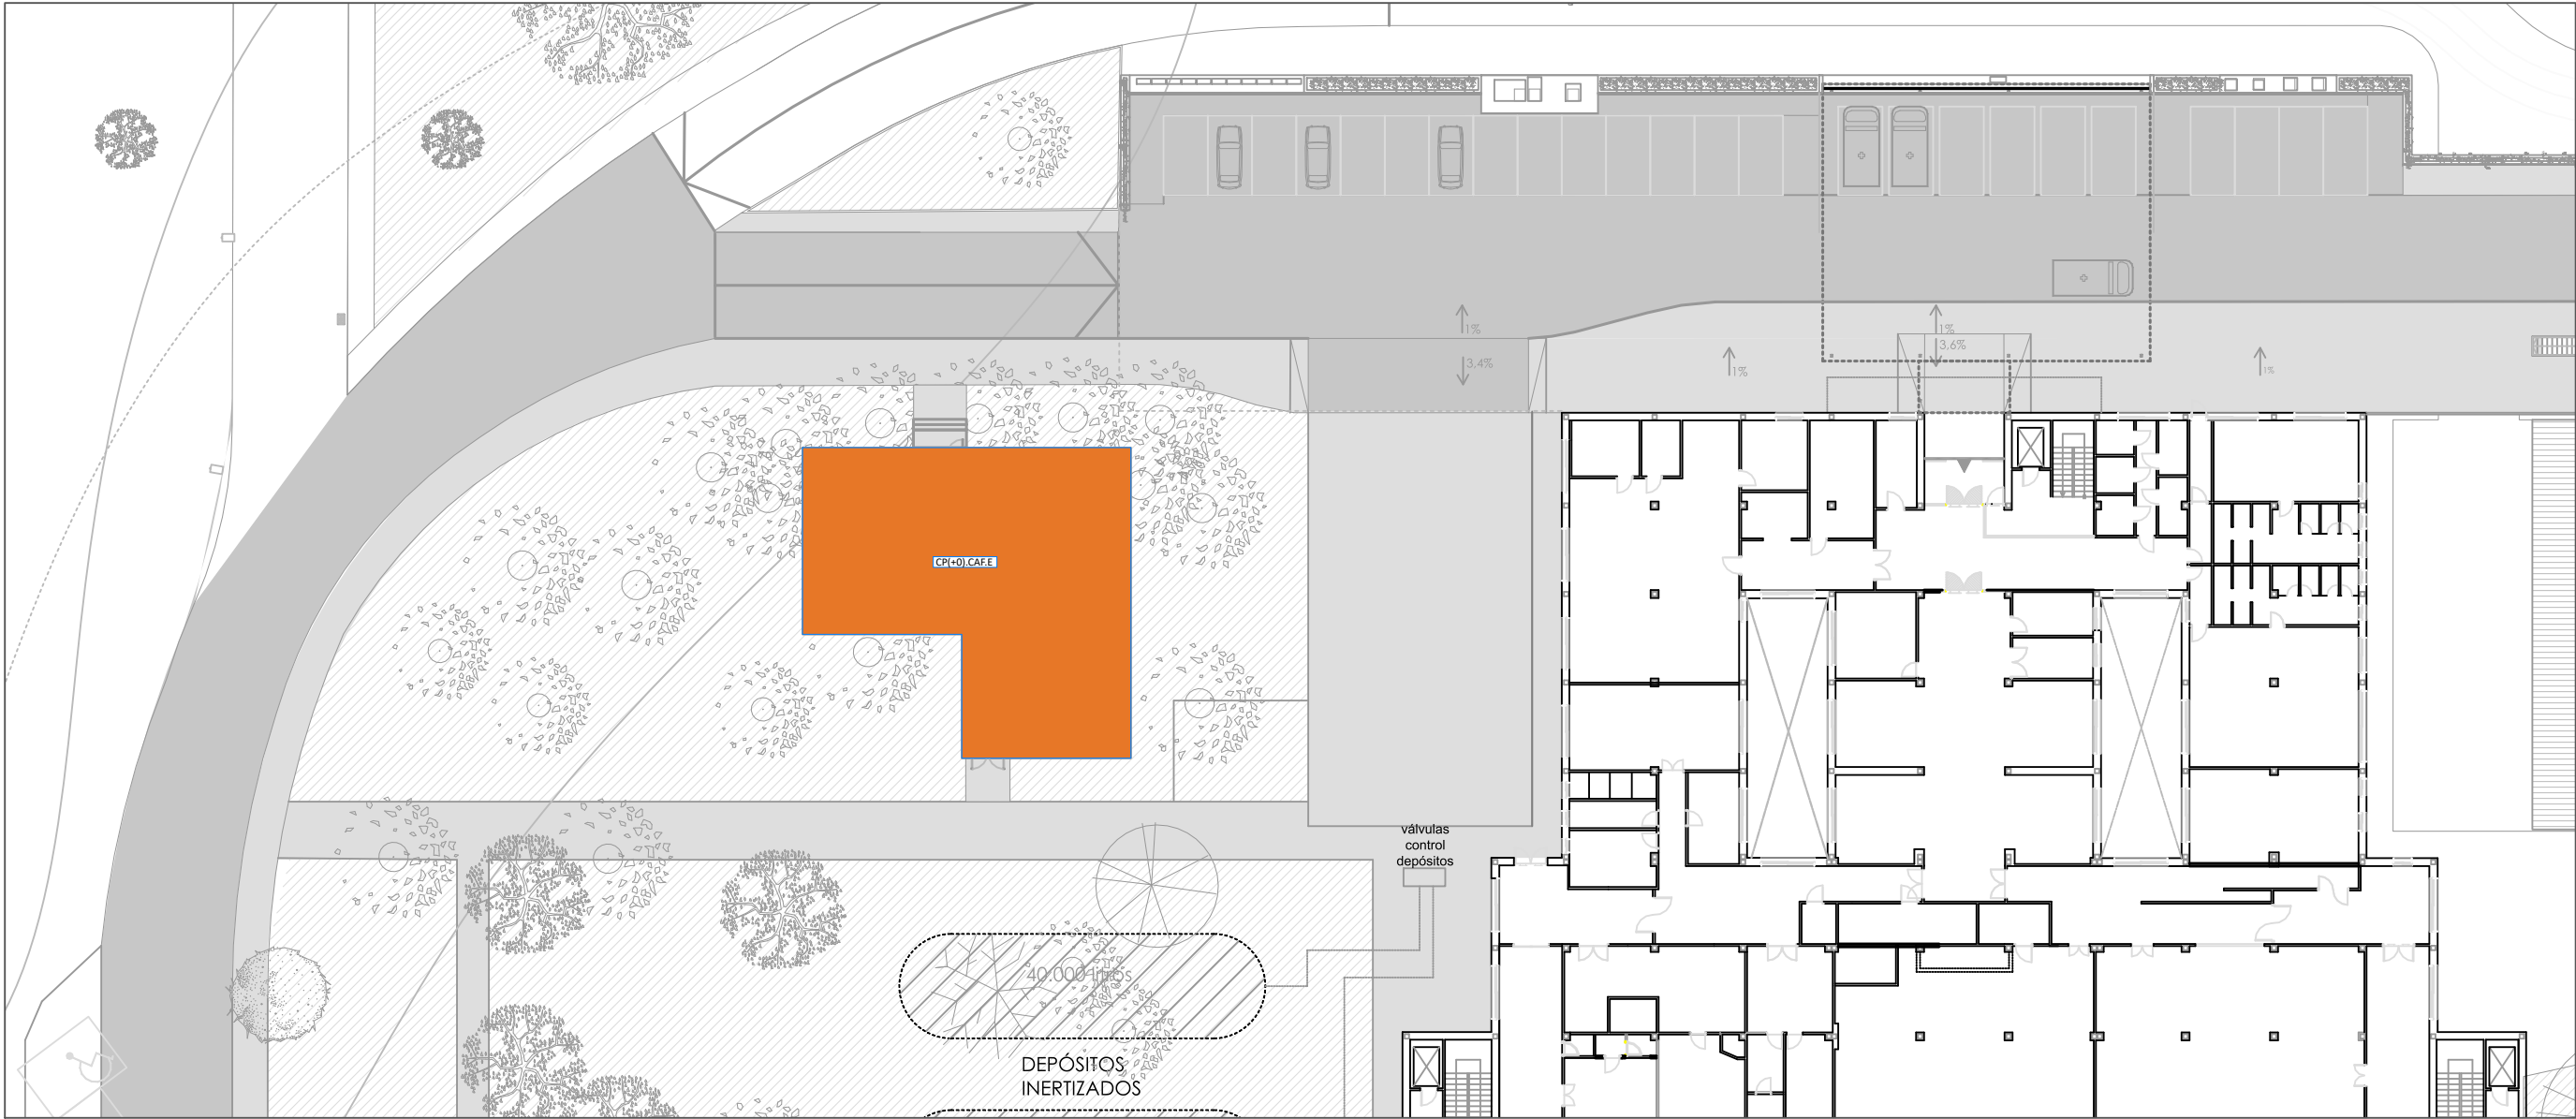 1%
3.4%
1%
1%
3.6%
1%
CP(+0).CAF.E
válvulas
control
depósitos
40.000 litros
DEPÓSITOS
INERTIZADOS